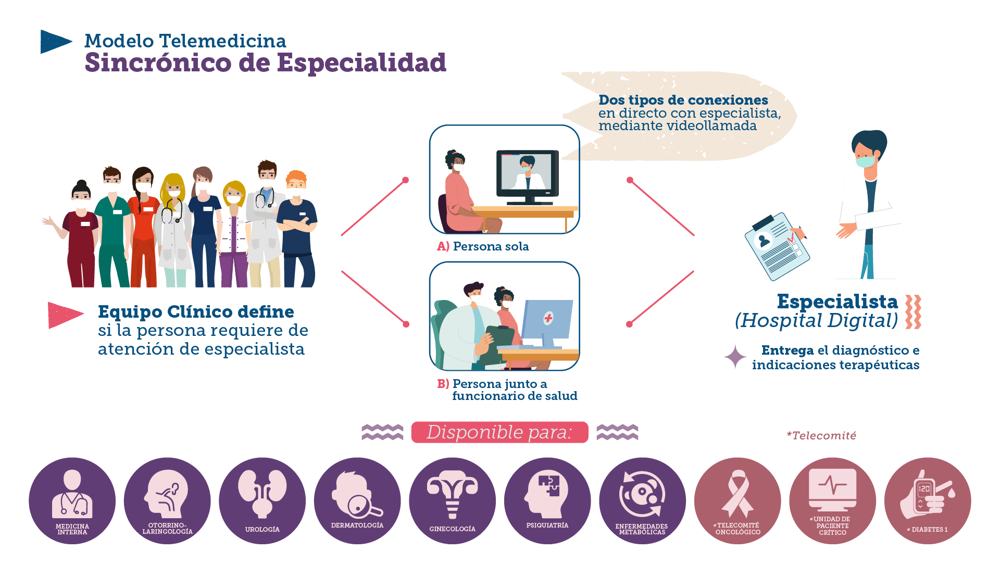 Modelo Telemedicina
Sincrónico de Especialidad
Dos tipos de conexiones
en directo con especialista,
mediante videollamada
A) Persona sola
B) Persona junto a
funcionario de salud
Equipo Clínico define
si la persona requiere de
atención de especialista
Especialista
(Hospital Digital)
Entrega el diagnóstico e
indicaciones terapéuticas
Disponible para:
*Telecomité
MEDICINA
INTERNA
OTORRINO-
LARINGOLOGÍA
UROLOGÍA
DERMATOLOGÍA
GINECOLOGÍA
PSIQUIATRÍA
ENFERMEDADES
METABÓLICAS
*TELECOMITÉ
ONCOLÓGICO
*UNIDAD DE
PACIENTE
CRÍTICO
120
* DIABETES 1